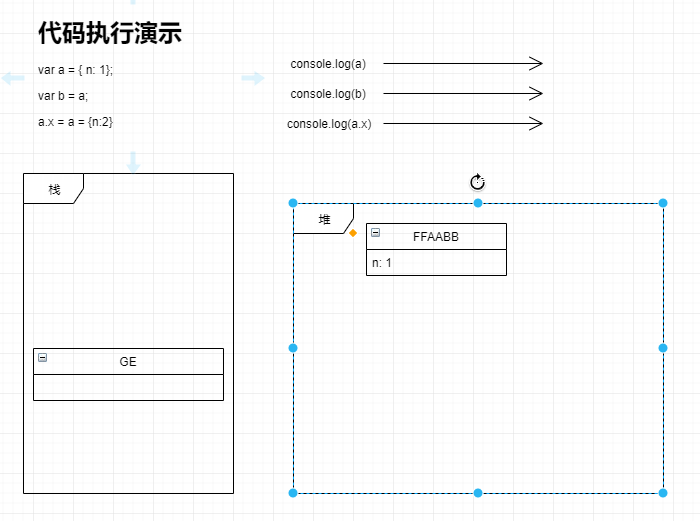 代码执行演示
var a = { n: 1};
var b = a;
a.x = a = {n:2}
console.log(a)
console.log(b)
console.log(a.x)
栈
GE
堆
FFAABB
n: 1